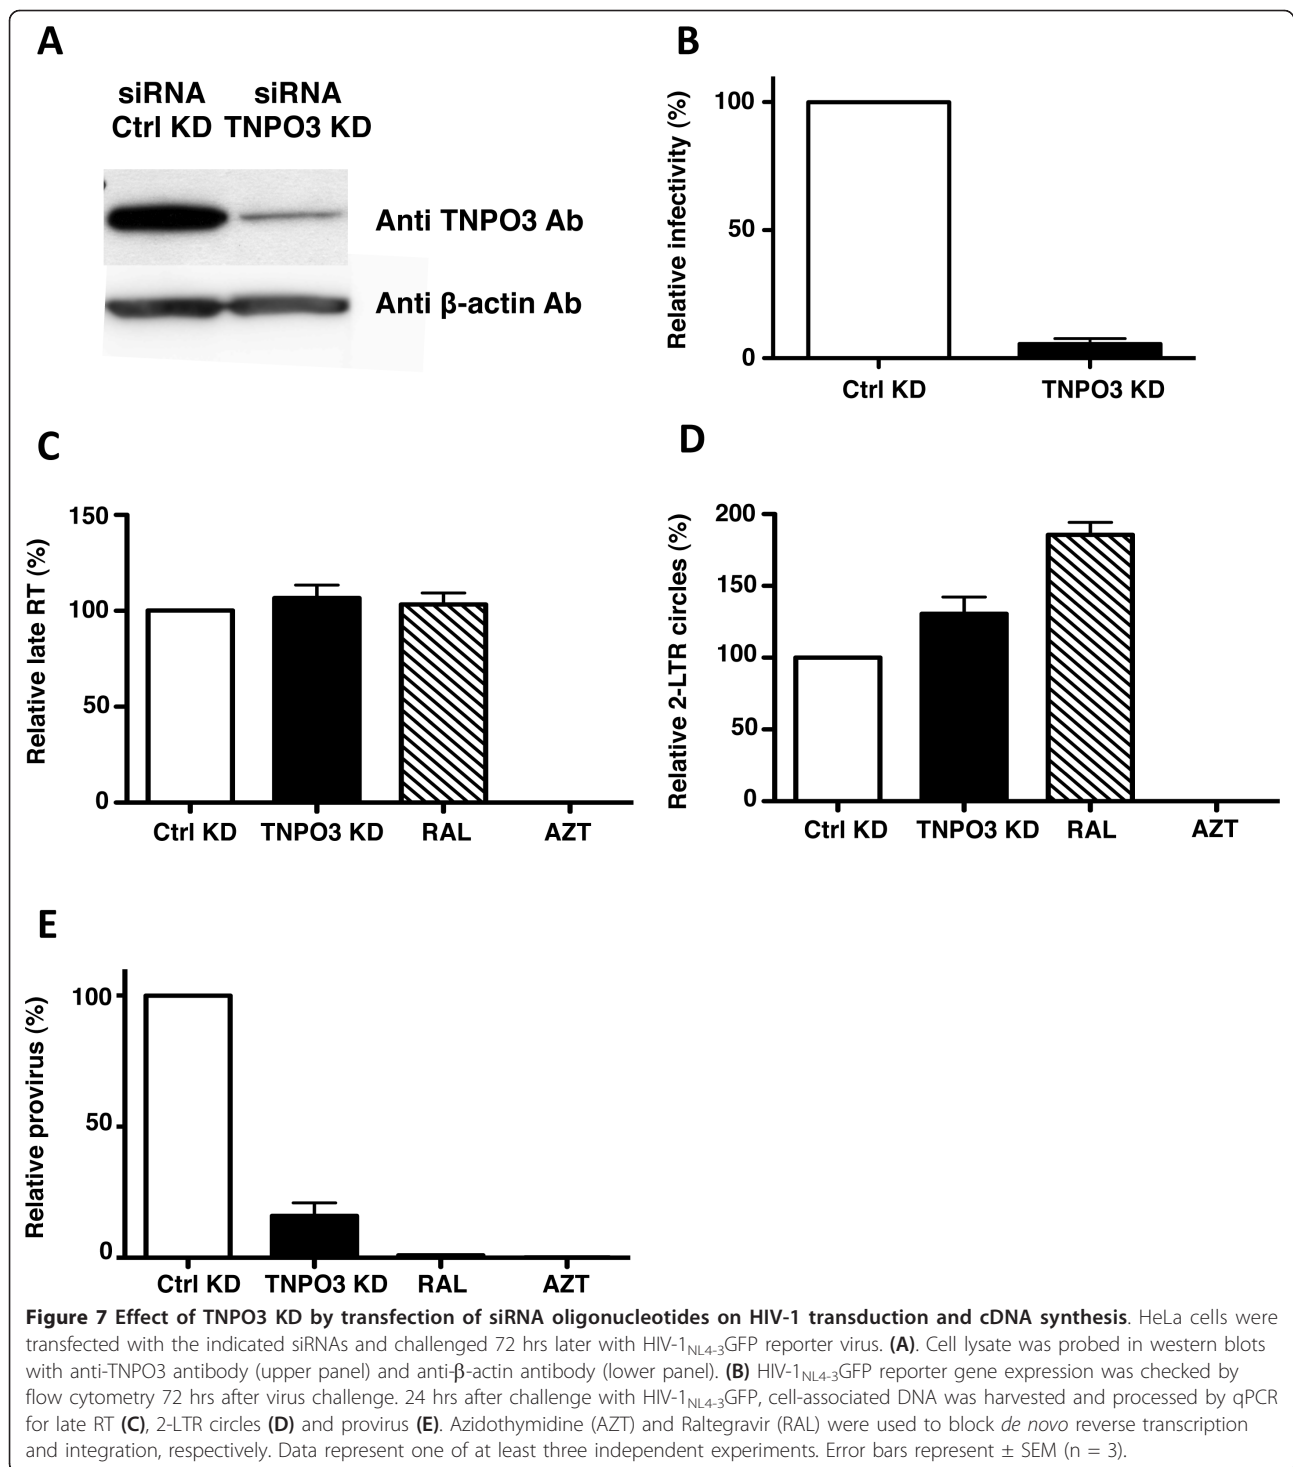 A
siRNA
Ctrl KD
siRNA
TNPO3 KD
Anti TNPO3 Ab
Anti β-actin Ab
B
Relative infectivity (%)
100
50
0
Ctrl KD
TNPO3 KD
C
Relative late RT (%)
150
100
50
0
Ctrl KD
TNPO3 KD
RAL
AZT
D
Relative 2-LTR circles (%)
200
150
100
50
0
Ctrl KD
TNPO3 KD
RAL
AZT
E
Relative provirus (%)
100
50
0
Ctrl KD
TNPO3 KD
RAL
AZT
Figure 7 Effect of TNPO3 KD by transfection of siRNA oligonucleotides on HIV-1 transduction and cDNA synthesis. HeLa cells were
transfected with the indicated siRNAs and challenged 72 hrs later with HIV-1NL4-3GFP reporter virus. (A). Cell lysate was probed in western blots
with anti-TNPO3 antibody (upper panel) and anti-β-actin antibody (lower panel). (B) HIV-1NL4-3GFP reporter gene expression was checked by
flow cytometry 72 hrs after virus challenge. 24 hrs after challenge with HIV-1NL4-3GFP, cell-associated DNA was harvested and processed by qPCR
for late RT (C), 2-LTR circles (D) and provirus (E). Azidothymidine (AZT) and Raltegravir (RAL) were used to block de novo reverse transcription
and integration, respectively. Data represent one of at least three independent experiments. Error bars represent ± SEM (n = 3).